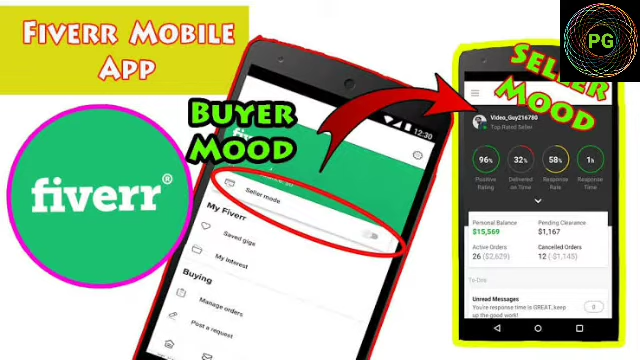 FIVERR MOBILE
APP
PG
SELLER
MOOD
BUYER
MOOD
fiverr®
12:30
fiv
Seller mode
My Fiverr
Saved gigs
My interest
Buying
Manage orders
Post a request
Video_Guy216780
Top Rated Seller
96%
32%
58%
1h
Positive
Rating
Delivered
on Time
Response
Rate
Response
Time
Personal Balance
Pending Clearance
$15,569
$1,167
Active Orders
Cancelled Orders
26 ($2,629)
12 (-$1,145)
To-Dos
Unread Messages
0
You're response time is GREAT, keep
up the good work!